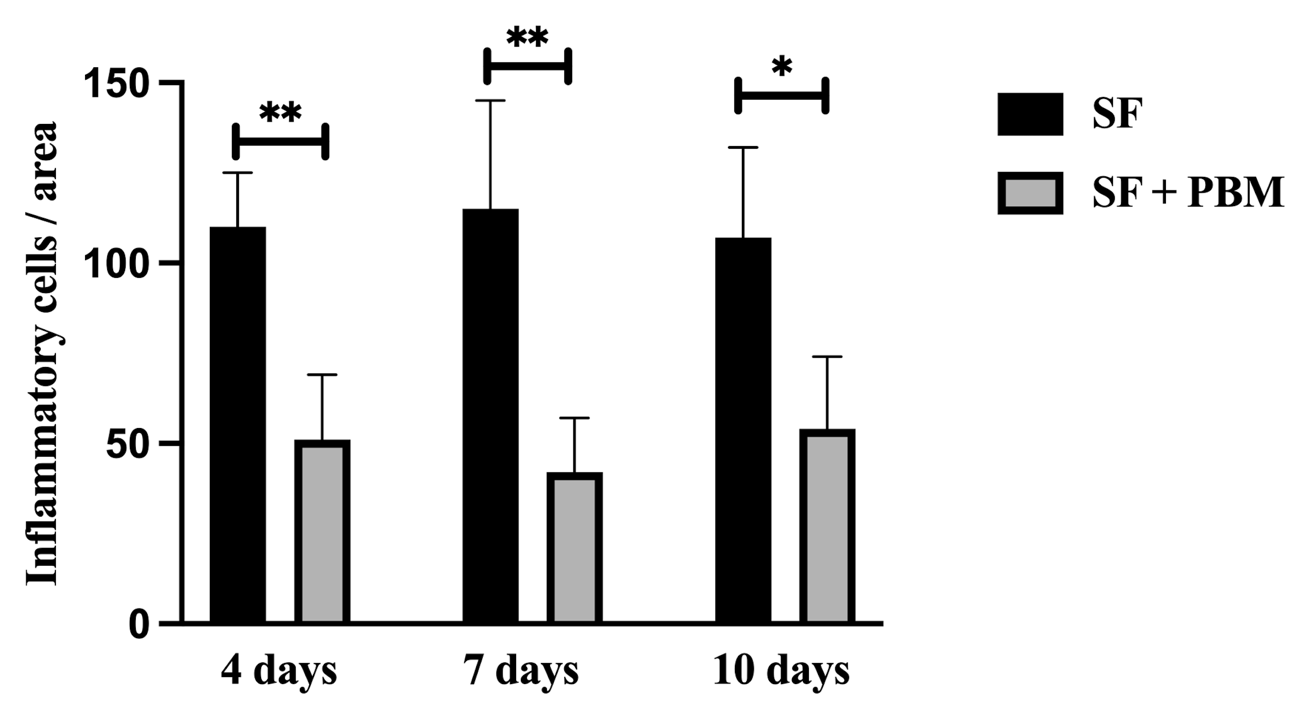 **
**
*
150
100
50
0
Inflammatory cells / area
4 days
7 days
10 days
SF
SF + PBM